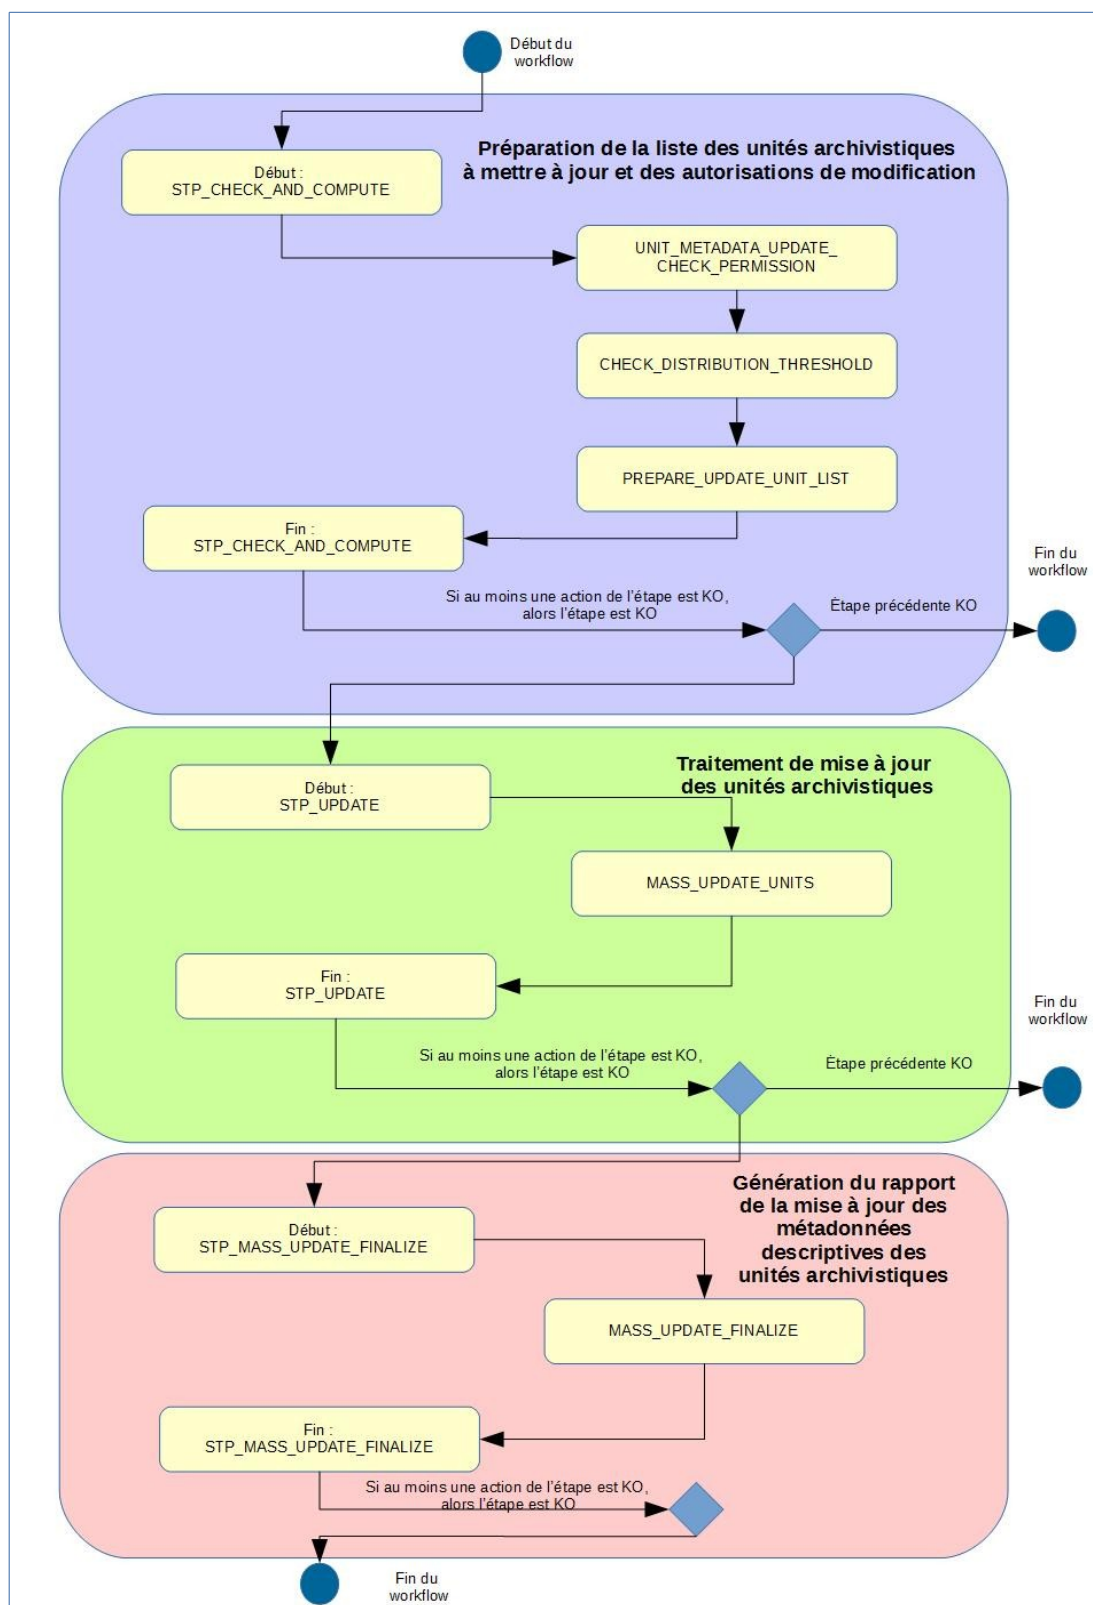 Début du
workflow
Préparation de la liste des unités archivistiques
à mettre à jour et des autorisations de modification
Début :
STP_CHECK_AND_COMPUTE
UNIT_METADATA_UPDATE_
CHECK_PERMISSION
CHECK_DISTRIBUTION_THRESHOLD
PREPARE_UPDATE_UNIT_LIST
Fin :
STP_CHECK_AND_COMPUTE
Fin du
workflow
Si au moins une action de l'étape est KO,
alors l'étape est KO
Étape précédente KO
Traitement de mise à jour
des unités archivistiques
Début :
STP_UPDATE
MASS_UPDATE_UNITS
Fin :
STP_UPDATE
Fin du
workflow
Si au moins une action de l'étape est KO,
alors l'étape est KO
Étape précédente KO
Génération du rapport
de la mise à jour des
métadonnées
descriptives des
unités archivistiques
Début :
STP_MASS_UPDATE_FINALIZE
MASS_UPDATE_FINALIZE
Fin :
STP_MASS_UPDATE_FINALIZE
Si au moins une action de l'étape est KO,
alors l'étape est KO
Fin du
workflow